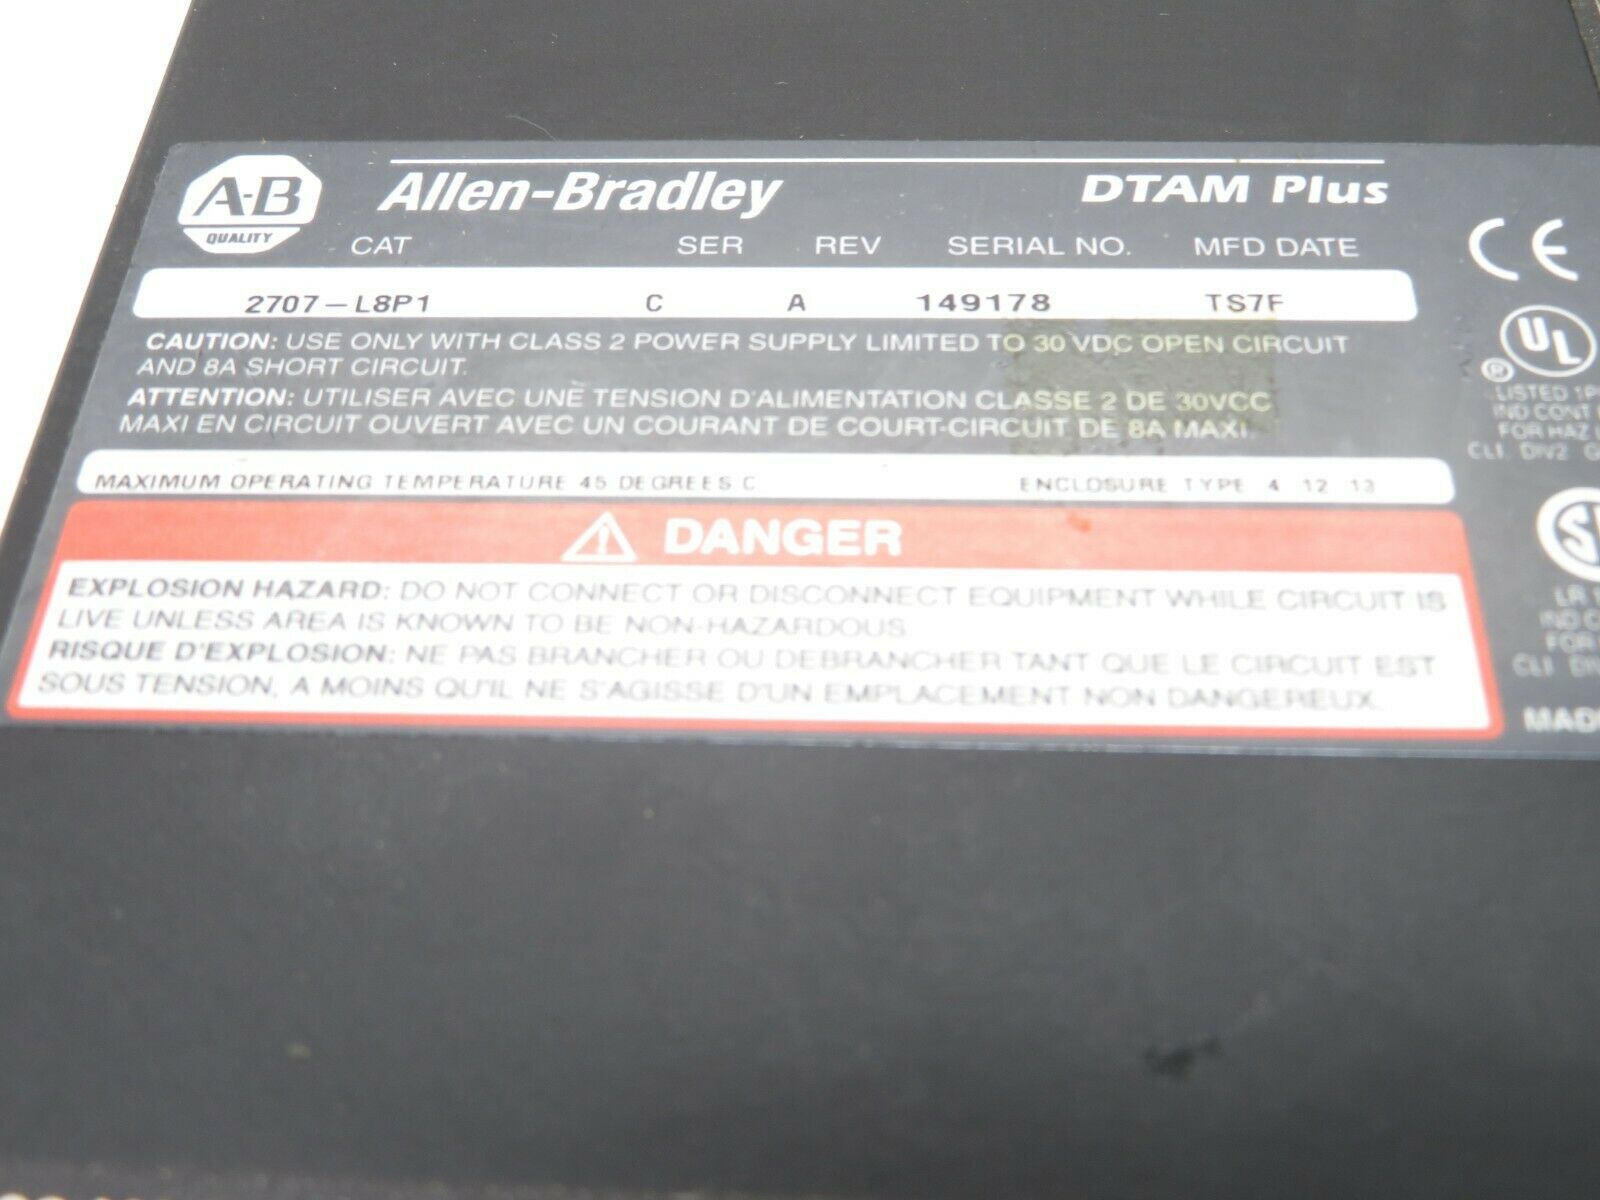 A-B
QUALITY
Allen-Bradley
DTAM Plus
CAT SER REV SERIAL NO. MFD DATE
2707-L8P1 C A 149178 TS7F
CAUTION: USE ONLY WITH CLASS 2 POWER SUPPLY LIMITED TO 30 VDC OPEN CIRCUIT
AND 8A SHORT CIRCUIT.
ATTENTION: UTILISER AVEC UNE TENSION D'ALIMENTATION CLASSE 2 DE 30VCC
MAXI EN CIRCUIT OUVERT AVEC UN COURANT DE COURT-CIRCUIT DE 8A MAXI.
MAXIMUM OPERATING TEMPERATURE 45 DEGREES C ENCLOSURE TYPE 4 12 13
DANGER
EXPLOSION HAZARD: DO NOT CONNECT OR DISCONNECT EQUIPMENT WHILE CIRCUIT IS
LIVE UNLESS AREA IS KNOWN TO BE NON-HAZARDOUS
RISQUE D'EXPLOSION: NE PAS BRANCHER OU DEBRANCHER TANT QUE LE CIRCUIT EST
SOUS TENSION, A MOINS QU'IL NE S'AGISSE D'UN EMPLACEMENT NON DANGEREUX.
CE
UL
®
LISTED
IND CONT
FOR HAZ
CL1 DIV2
LR
FOR
CL1